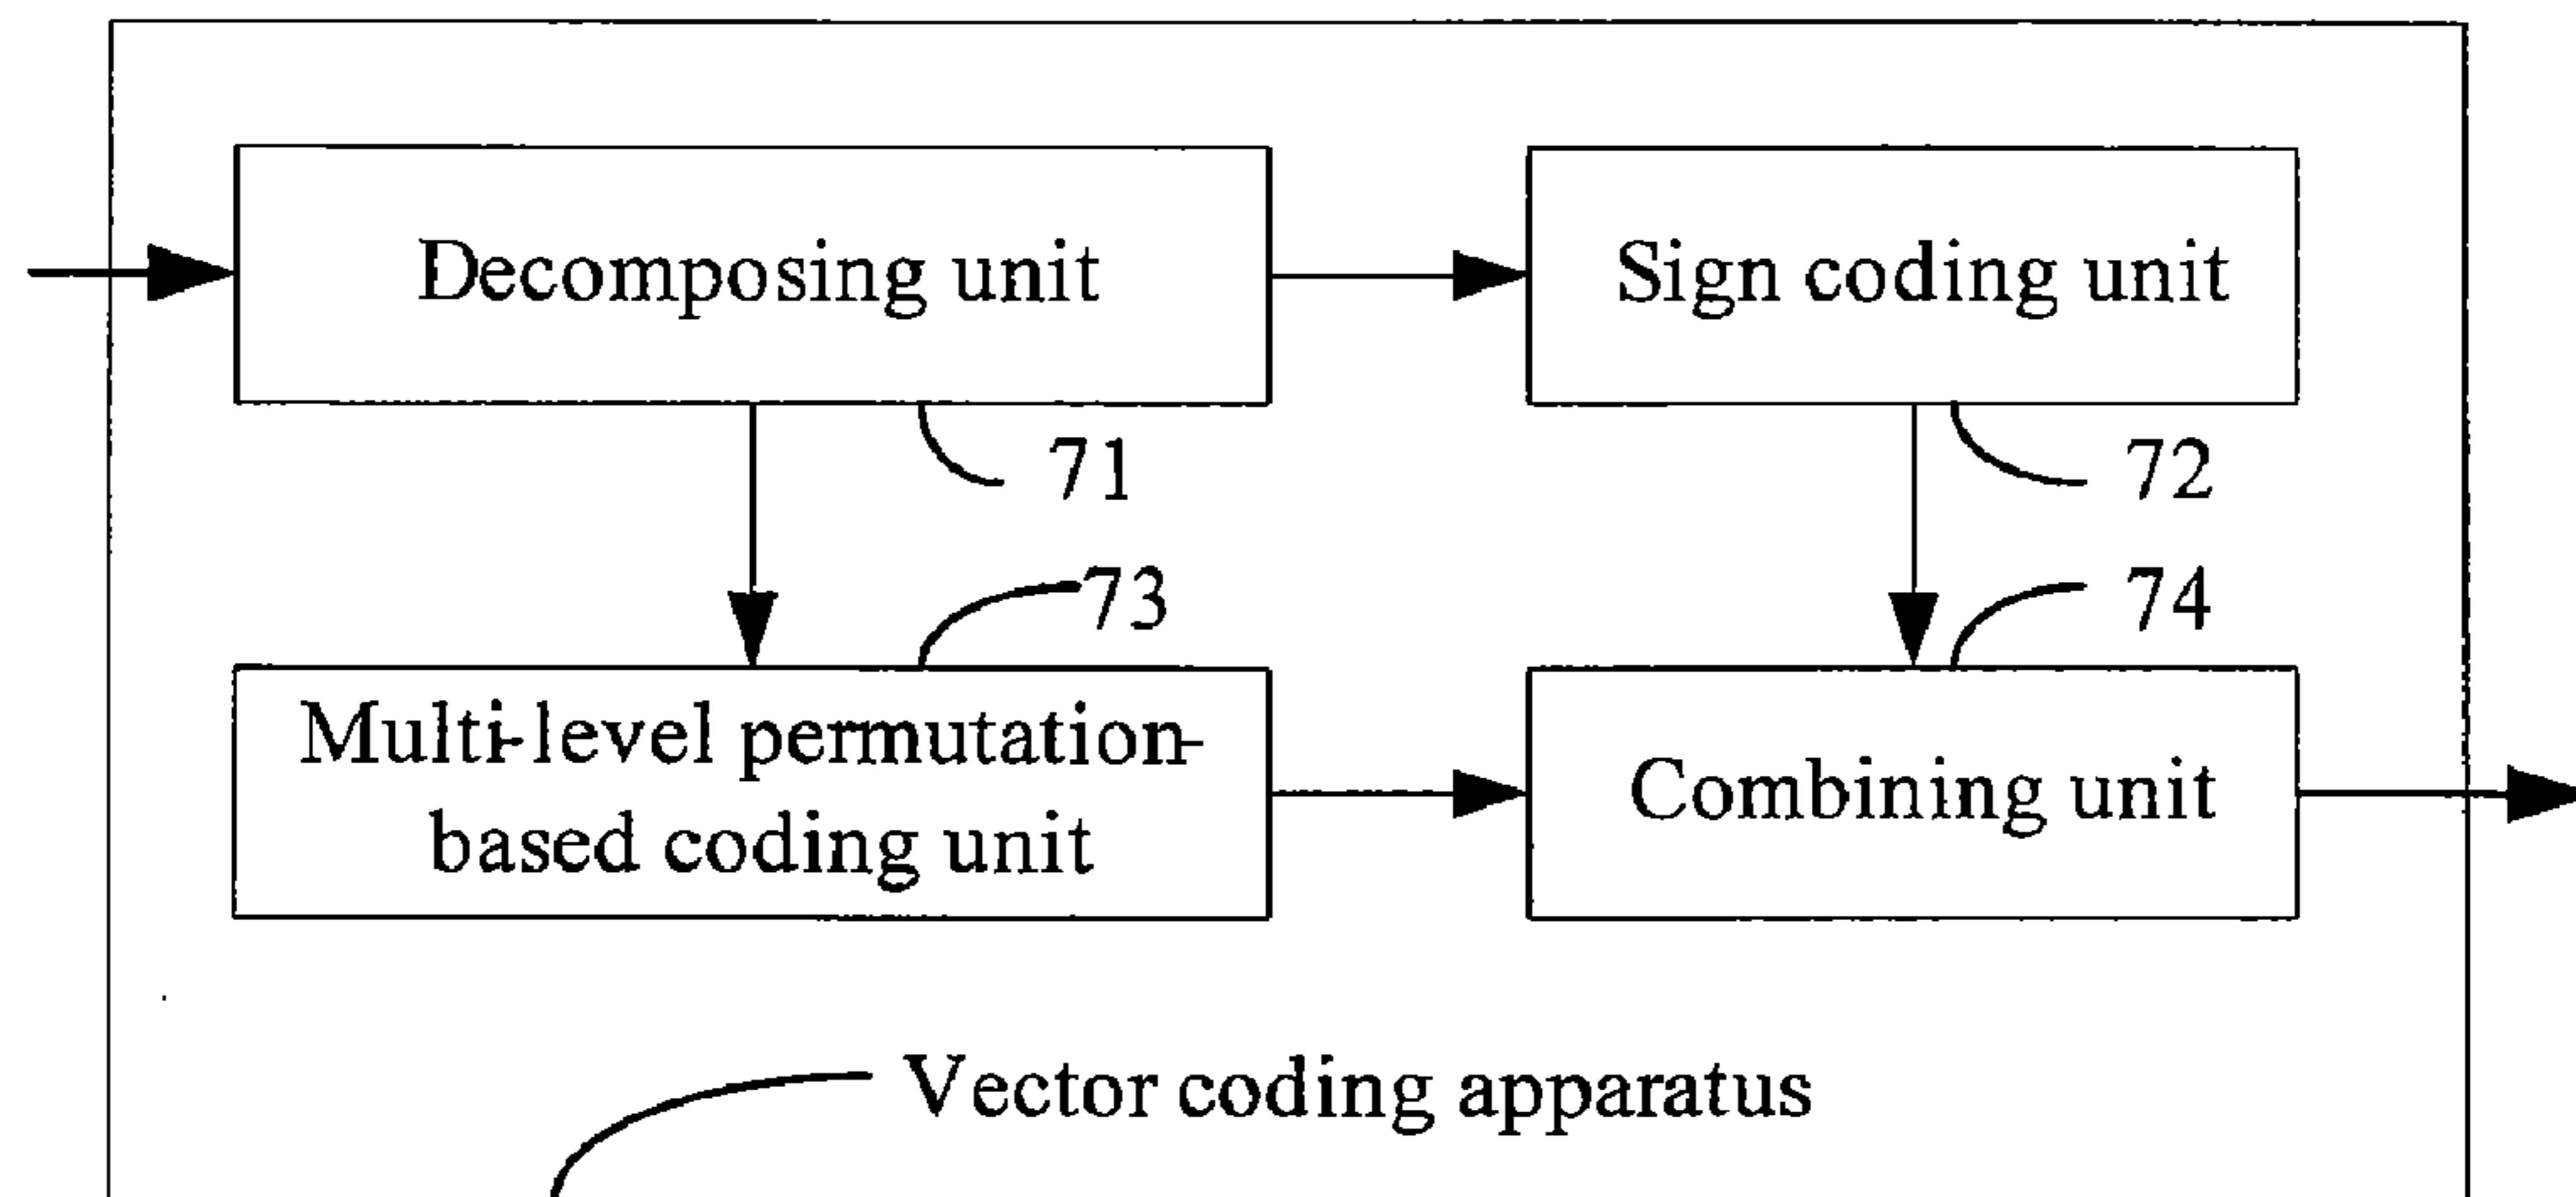 Decomposing unit
Sign coding unit
71
72
73
74
Multi-level permutation-
based coding unit
Combining unit
Vector coding apparatus